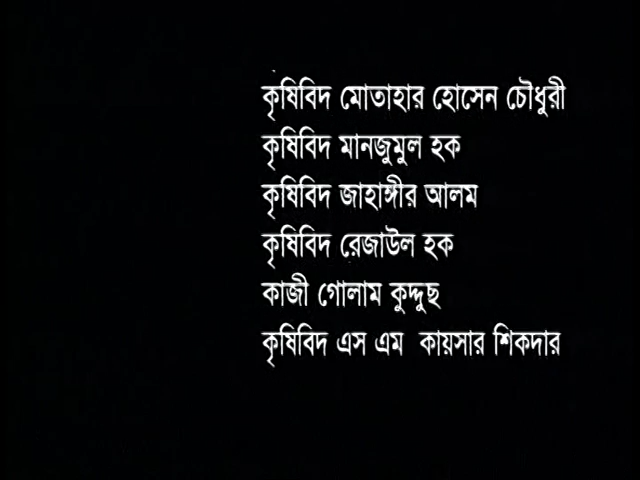 কৃষিবিদ মোতাহার হোসেন চৌধুরী
কৃষিবিদ মানজুমুল হক
কৃষিবিদ জাহাঙ্গীর আলম
কৃষিবিদ রেজাউল হক
কাজী গোলাম কুদ্দুছ
কৃষিবিদ এস এম কায়সার শিকদার